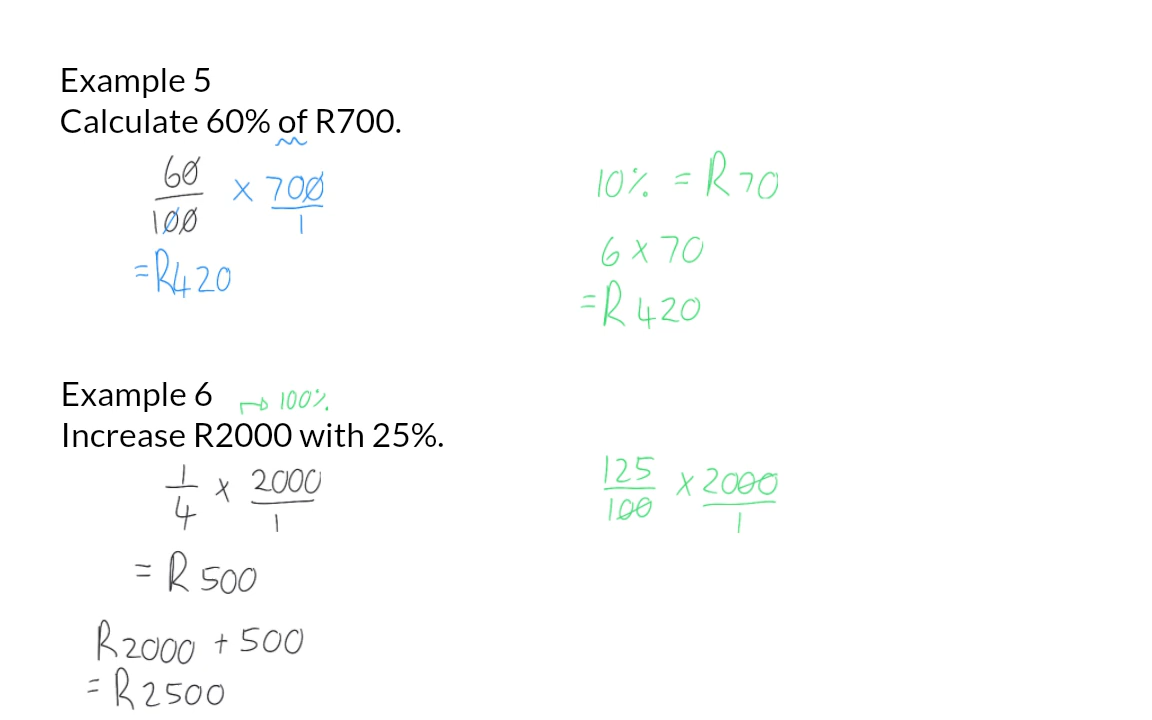 Example 5
Calculate 60% of R700.
60/100 × 700/1
= R420
10% = R70
6 × 70
= R420
Example 6 → 100%
Increase R2000 with 25%.
1/4 × 2000/1
= R500
R2000 + 500
= R2500
125/100 × 2000/1